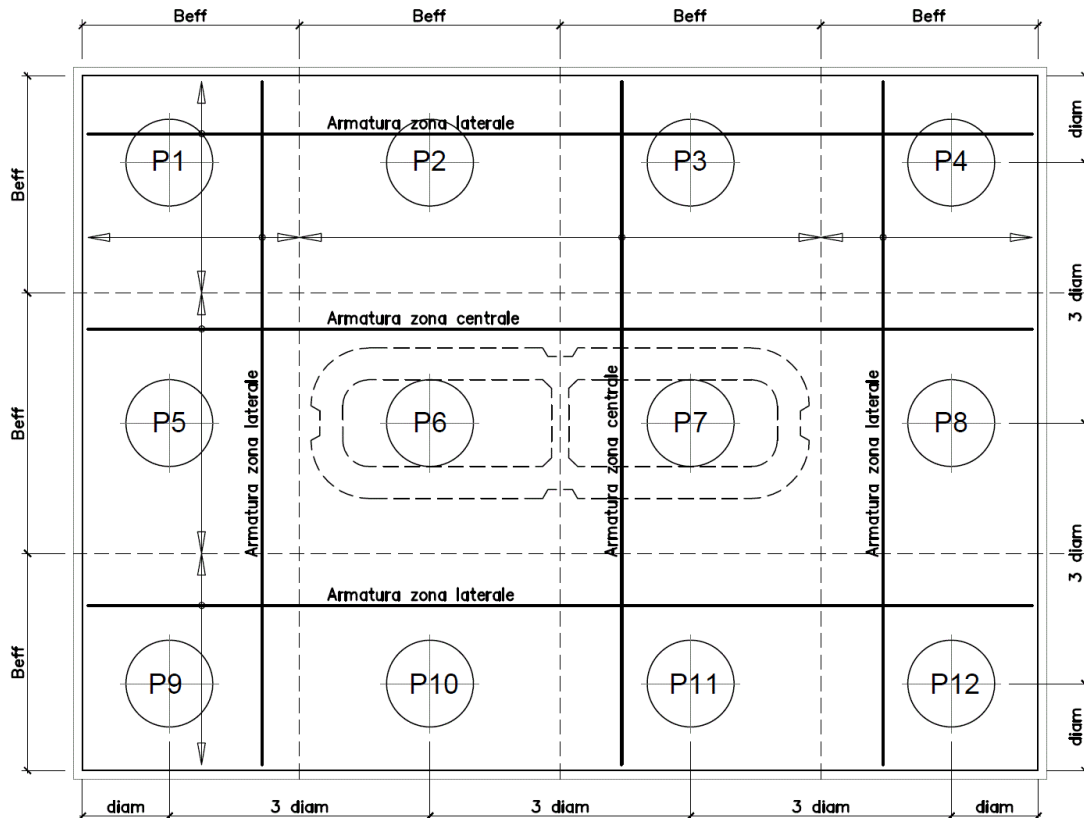 Beff
Beff
Beff
Beff
Armatura zona laterale
diam
P1
P2
P3
P4
Beff
3 diam
Armatura zona centrale
Armatura zona laterale
Armatura zona centrale
Armatura zona laterale
P5
P6
P7
P8
Beff
3 diam
Armatura zona laterale
P9
P10
P11
P12
Beff
diam
diam
3 diam
3 diam
3 diam
diam